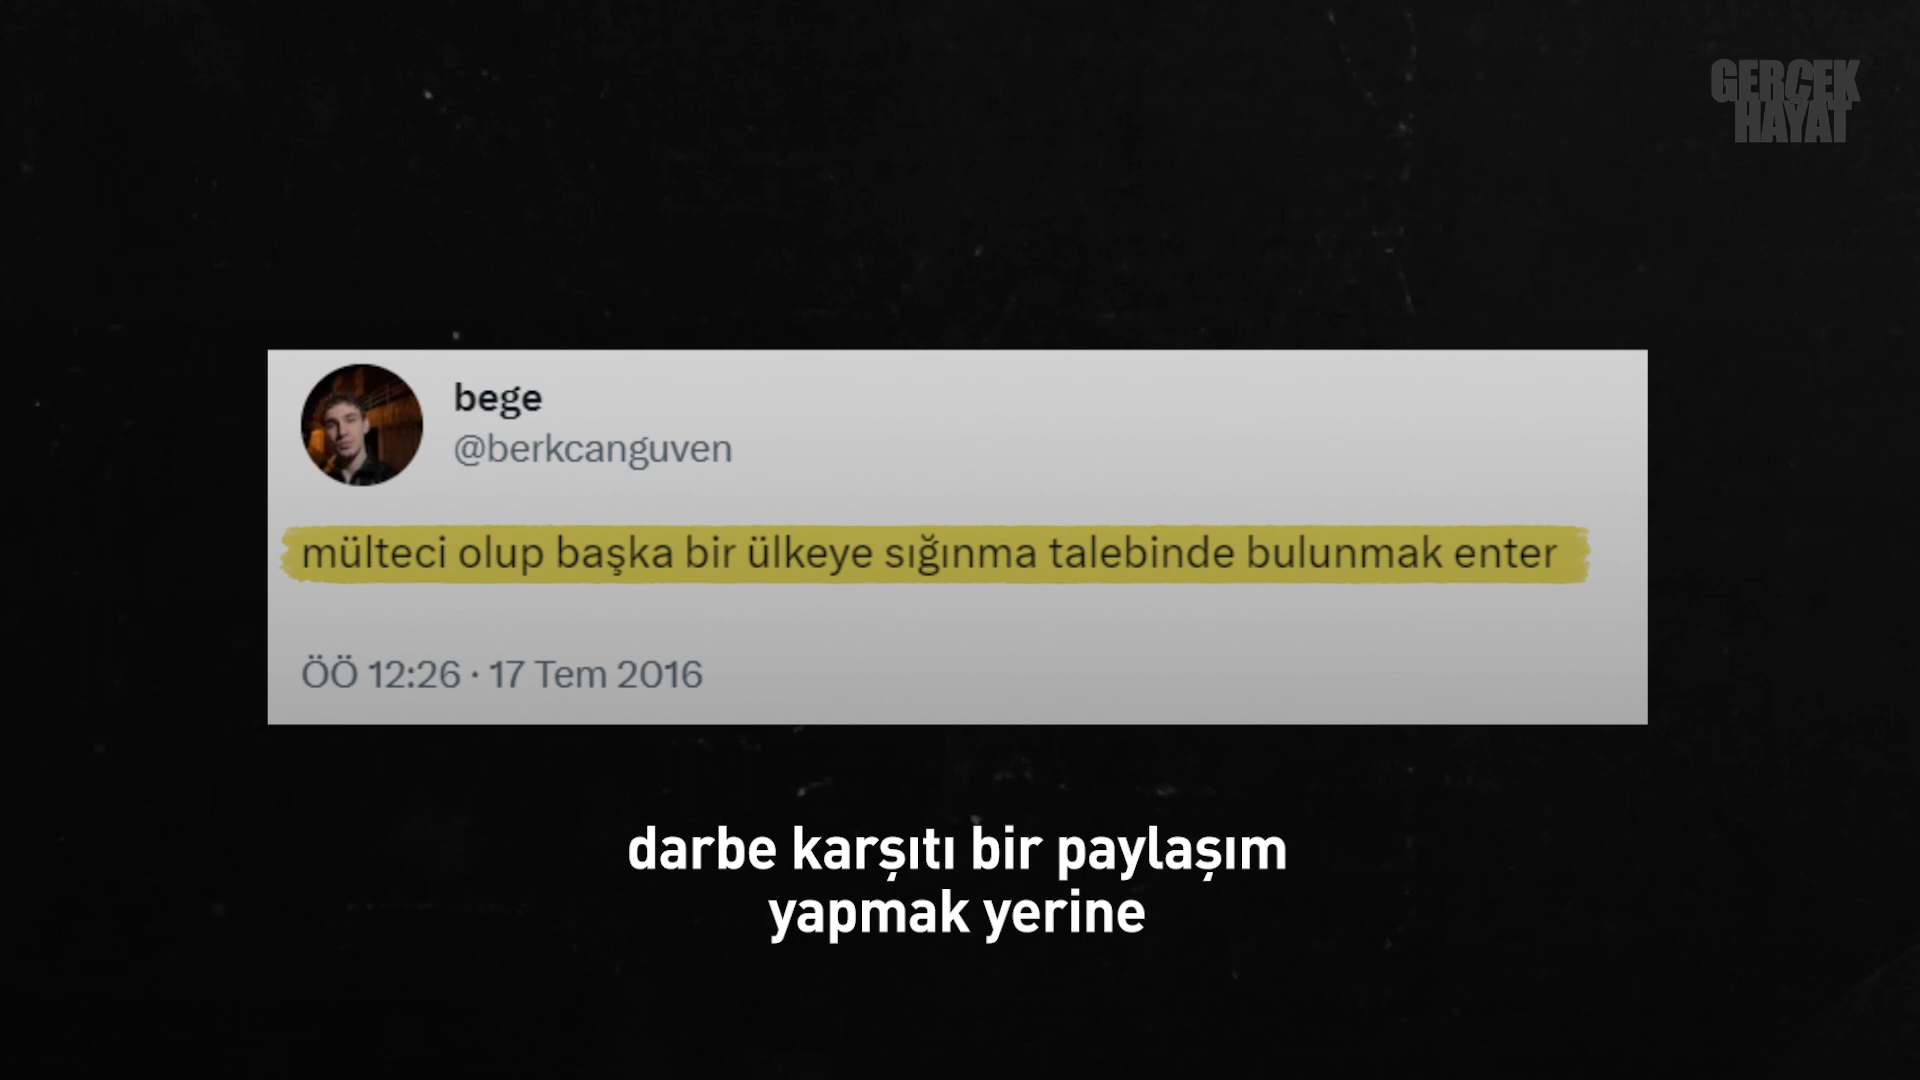 GERÇEK
HAYAT
bege
@berkcanguven
mülteci olup başka bir ülkeye sığınma talebinde bulunmak enter
ÖÖ 12:26 · 17 Tem 2016
darbe karşıtı bir paylaşım
yapmak yerine